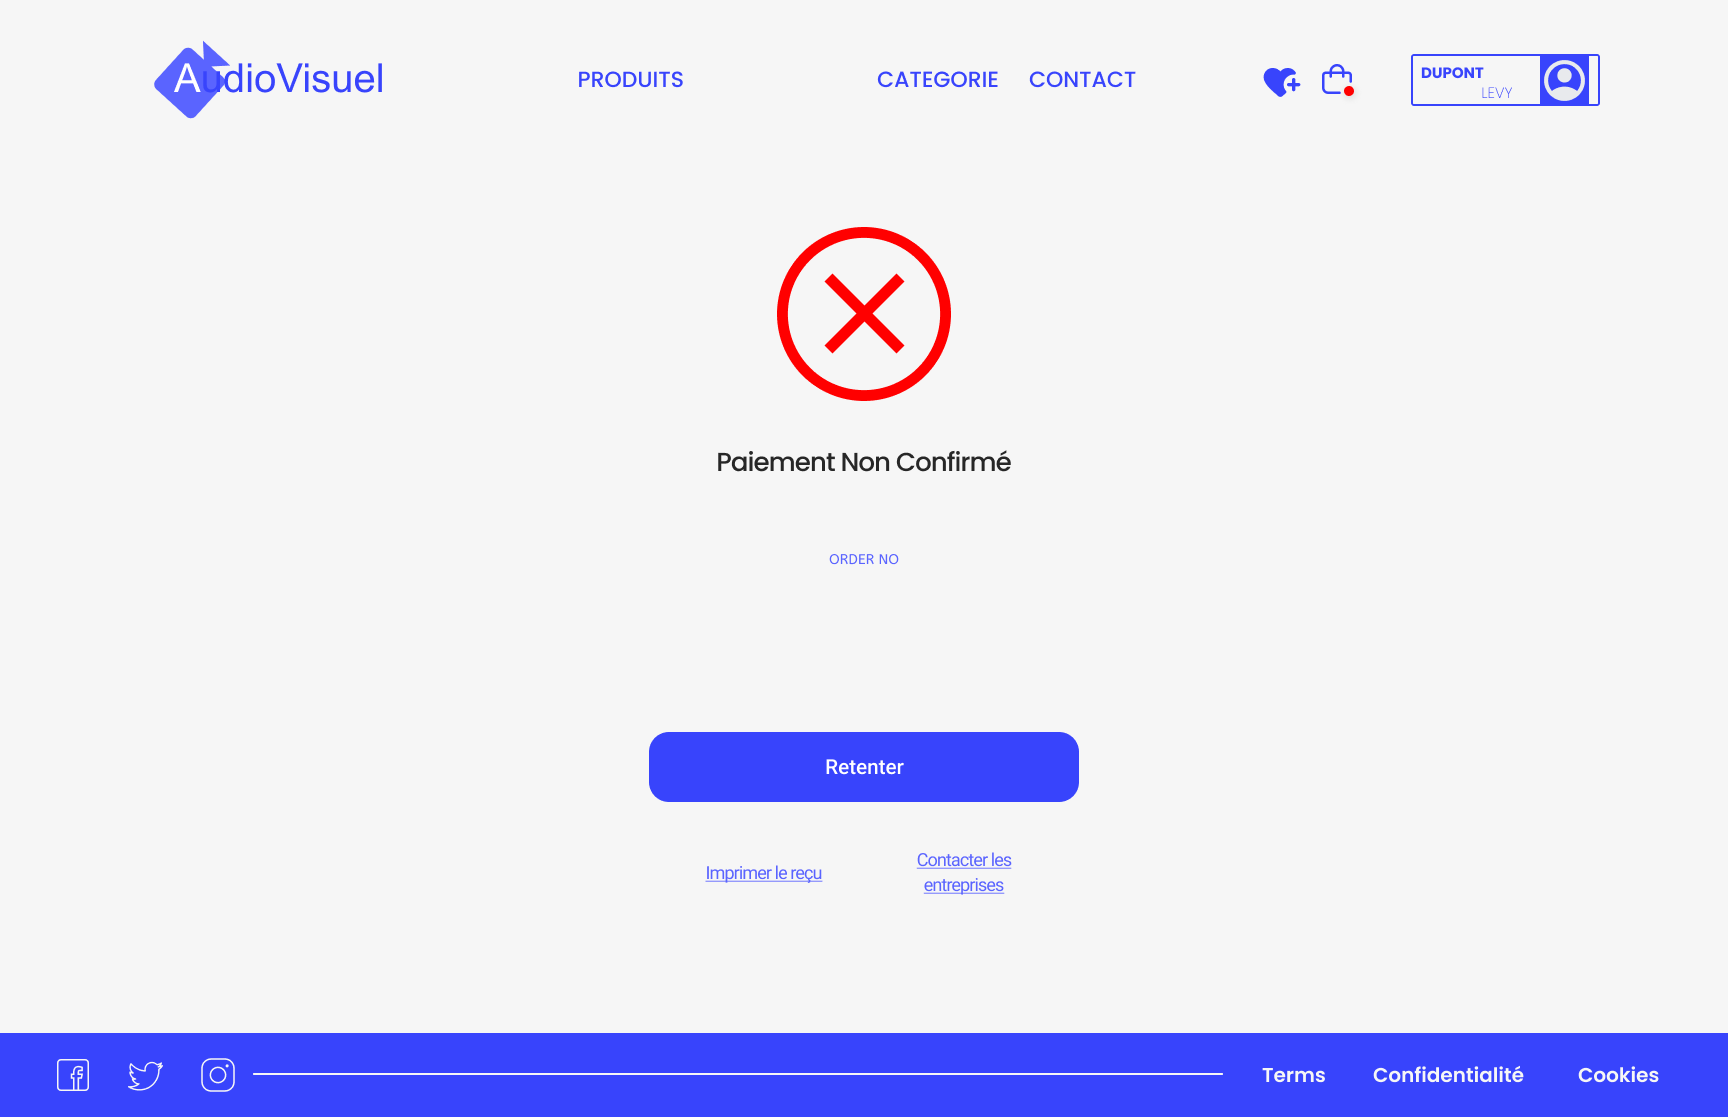 AudioVisuel
PRODUITS
CATEGORIE
CONTACT
DUPONT
LEVY
Paiement Non Confirmé
ORDER NO
Retenter
Imprimer le reçu
Contacter les
entreprises
Terms
Confidentialité
Cookies